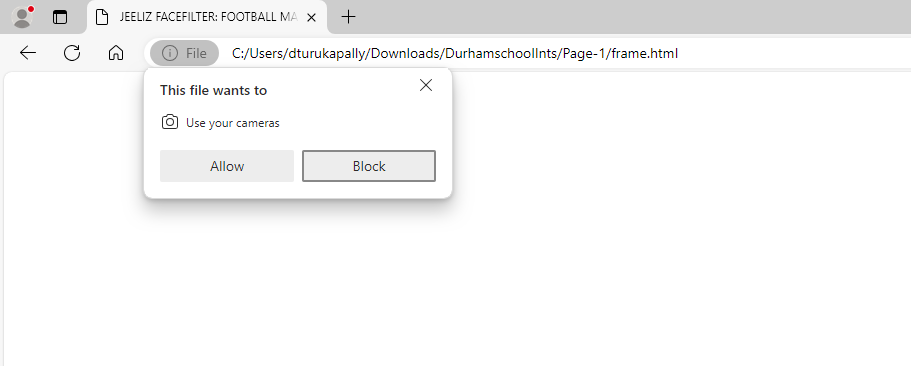 JEELIZ FACEFILTER: FOOTBALL MA
File
C:/Users/dturukapally/Downloads/DurhamschoolInts/Page-1/frame.html
This file wants to
Use your cameras
Allow
Block